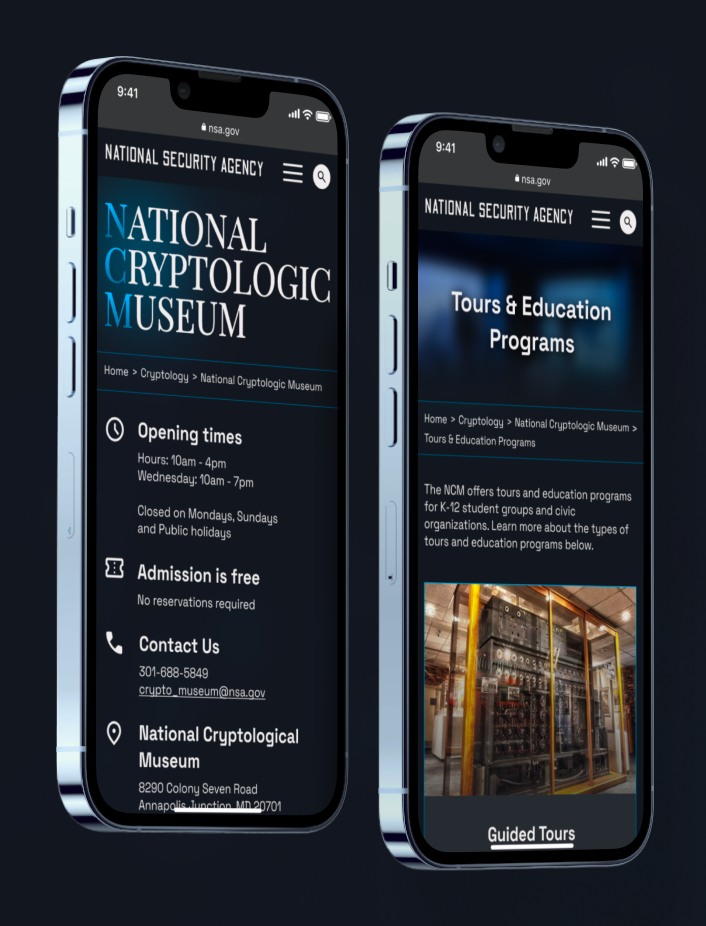 9:41
nsa.gov
NATIONAL SECURITY AGENCY
NATIONAL
CRYPTOLOGIC
MUSEUM
Home > Cryptology > National Cryptologic Museum
Opening times
Hours: 10am - 4pm
Wednesday: 10am - 7pm
Closed on Mondays, Sundays
and Public holidays
Admission is free
No reservations required
Contact Us
301-688-5849
crypto_museum@nsa.gov
National Cryptological
Museum
8290 Colony Seven Road
Annapolis Junction, MD 20701
9:41
nsa.gov
NATIONAL SECURITY AGENCY
Tours & Education
Programs
Home > Cryptology > National Cryptologic Museum >
Tours & Education Programs
The NCM offers tours and education programs
for K-12 student groups and civic
organizations. Learn more about the types of
tours and education programs below.
Guided Tours